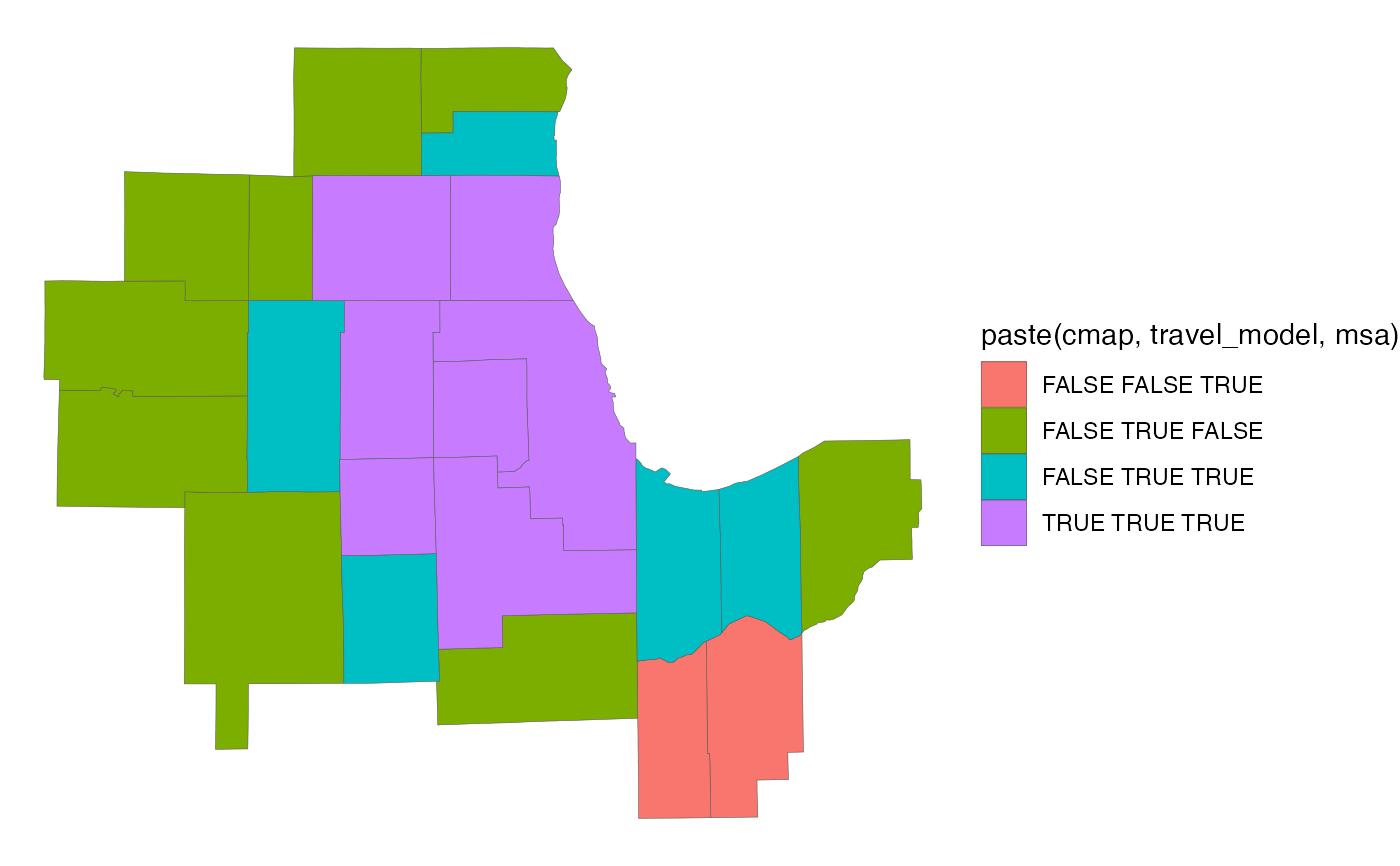 paste(cmap, travel_model, msa)
FALSE FALSE TRUE
FALSE TRUE FALSE
FALSE TRUE TRUE
TRUE TRUE TRUE